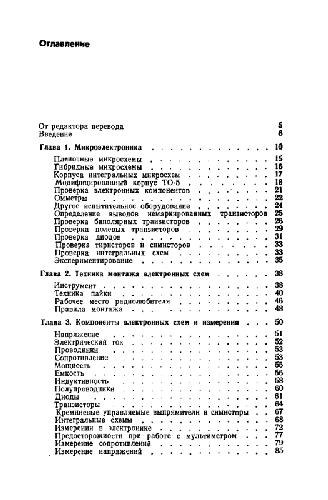 Оглавление
От редактора перевода 5
Введение 6
Глава 1. Микроэлектроника . . . . . . . . . . . . 10
Пленочные микросхемы . . . . . . . . . . . . 15
Гибридные микросхемы . . . . . . . . . . . . 16
Корпуса интегральных микросхем . . . . . . . . . 17
Модифицированный корпус ТО-5 . . . . . . . . 18
Проверка электронных компонентов . . . . . . . . 21
Омметры . . . . . . . . . . . . . . . . 22
Другое испытательное оборудование . . . . . . . . 24
Определение выводов немаркированных транзисторов 25
Проверка биполярных транзисторов . . . . . . . . 25
Проверка полевых транзисторов . . . . . . . . . 29
Проверка диодов . . . . . . . . . . . . . 31
Проверка тиристоров и симисторов . . . . . . . . 33
Проверка интегральных схем . . . . . . . . . . 33
Экспериментирование . . . . . . . . . . . . 35
Глава 2. Техника монтажа электронных схем . . . . . . 38
Инструмент . . . . . . . . . . . . . . . 38
Техника пайки . . . . . . . . . . . . . . 40
Рабочее место радиолюбителя . . . . . . . . . 46
Правила монтажа . . . . . . . . . . . . . 48
Глава 3. Компоненты электронных схем и измерения . . . 50
Напряжение . . . . . . . . . . . . . . . 51
Электрический ток . . . . . . . . . . . . . 52
Проводники . . . . . . . . . . . . . . . 53
Сопротивление . . . . . . . . . . . . . . 53
Мощность . . . . . . . . . . . . . . . 55
Емкость . . . . . . . . . . . . . . . . 56
Индуктивность . . . . . . . . . . . . . . 58
Полупроводники . . . . . . . . . . . . . 60
Диоды . . . . . . . . . . . . . . . . 61
Транзисторы . . . . . . . . . . . . . . 64
Кремниевые управляемые выпрямители и симисторы . . 67
Интегральные схемы . . . . . . . . . . . . 68
Измерения в электронике . . . . . . . . . . 72
Предосторожности при работе с мультиметром . . . . 77
Измерение сопротивлений . . . . . . . . . . 79
Измерение напряжений . . . . . . . . . . . 85